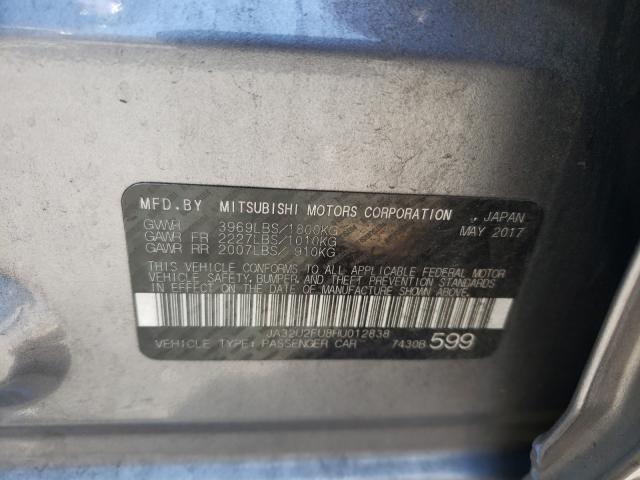 MFD.BY MITSUBISHI MOTORS CORPORATION , JAPAN
GVWR 3969LBS/1800KG MAY 2017
GAWR FR 2227LBS/1010KG
GAWR RR 2007LBS/ 910KG
THIS VEHICLE CONFORMS TO ALL APPLICABLE FEDERAL MOTOR
VEHICLE SAFETY, BUMPER, AND THEFT PREVENTION STANDARDS
IN EFFECT ON THE DATE OF MANUFACTURE SHOWN ABOVE.
JA32U2FU8HU012838
VEHICLE TYPE: PASSENGER CAR 7430B 599